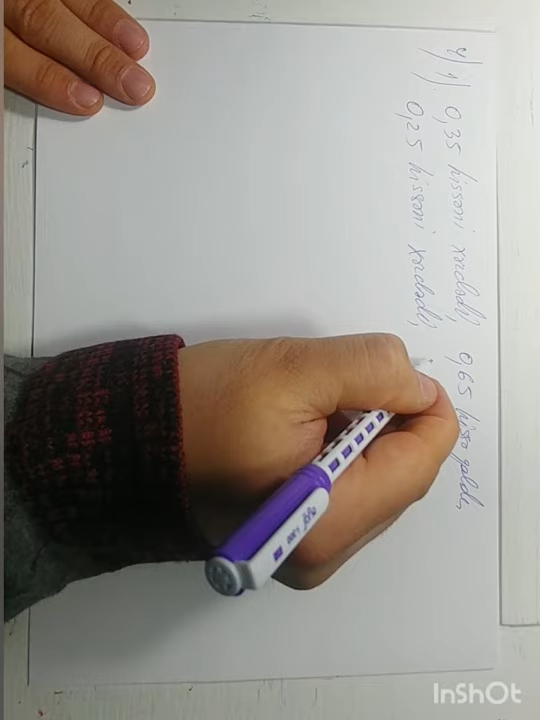 4) 1) 0,35 hissəni xərclədi, 0,65 hissə qaldı,
0,25 hissəni xərclədi,
InShOt